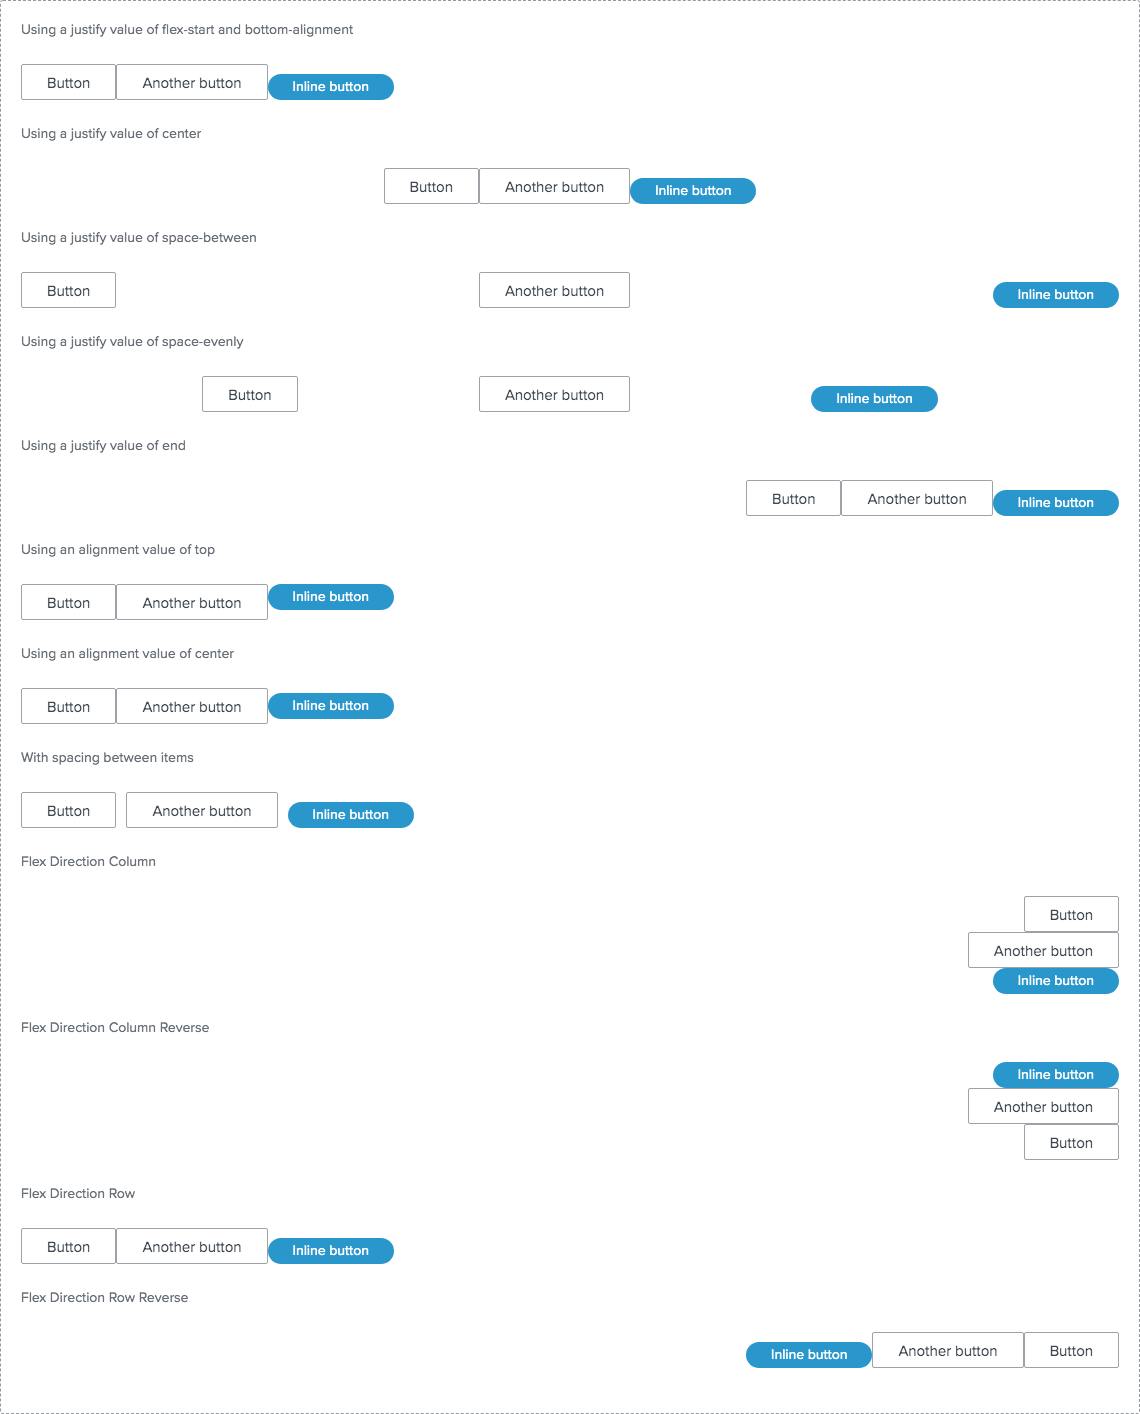 Using a justify value of flex-start and bottom-alignment
Button Another button Inline button
Using a justify value of center
Button Another button Inline button
Using a justify value of space-between
Button Another button Inline button
Using a justify value of space-evenly
Button Another button Inline button
Using a justify value of end
Button Another button Inline button
Using an alignment value of top
Button Another button Inline button
Using an alignment value of center
Button Another button Inline button
With spacing between items
Button Another button Inline button
Flex Direction Column
Button
Another button
Inline button
Flex Direction Column Reverse
Inline button
Another button
Button
Flex Direction Row
Button Another button Inline button
Flex Direction Row Reverse
Inline button Another button Button